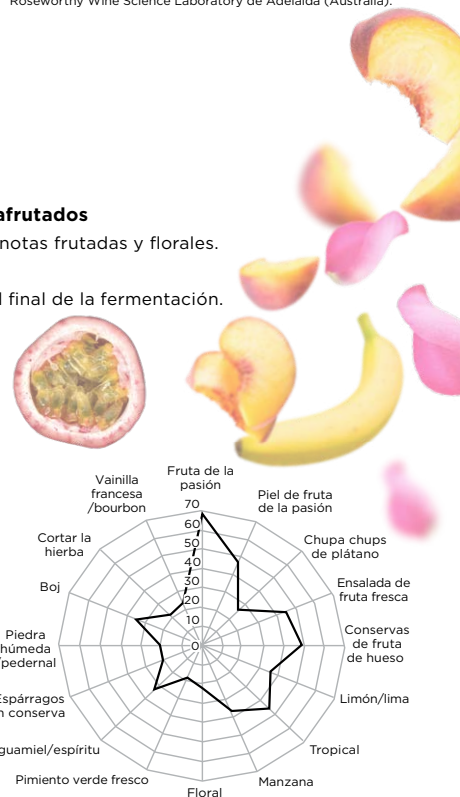 Roseworthy Wine Science Laboratory de Adelaida (Australia).
afrutados
notas frutadas y florales.
l final de la fermentación.
Fruta de la
pasión
Vainilla
francesa
/bourbon
Piel de fruta
de la pasión
Cortar la
hierba
Chupa chups
de plátano
Boj
Ensalada de
fruta fresca
Piedra
húmeda
/pedernal
Conservas
de fruta
de hueso
Espárragos
n conserva
Limón/lima
guamiel/espíritu
Tropical
Pimiento verde fresco
Manzana
Floral
70
60
50
40
30
20
10
0